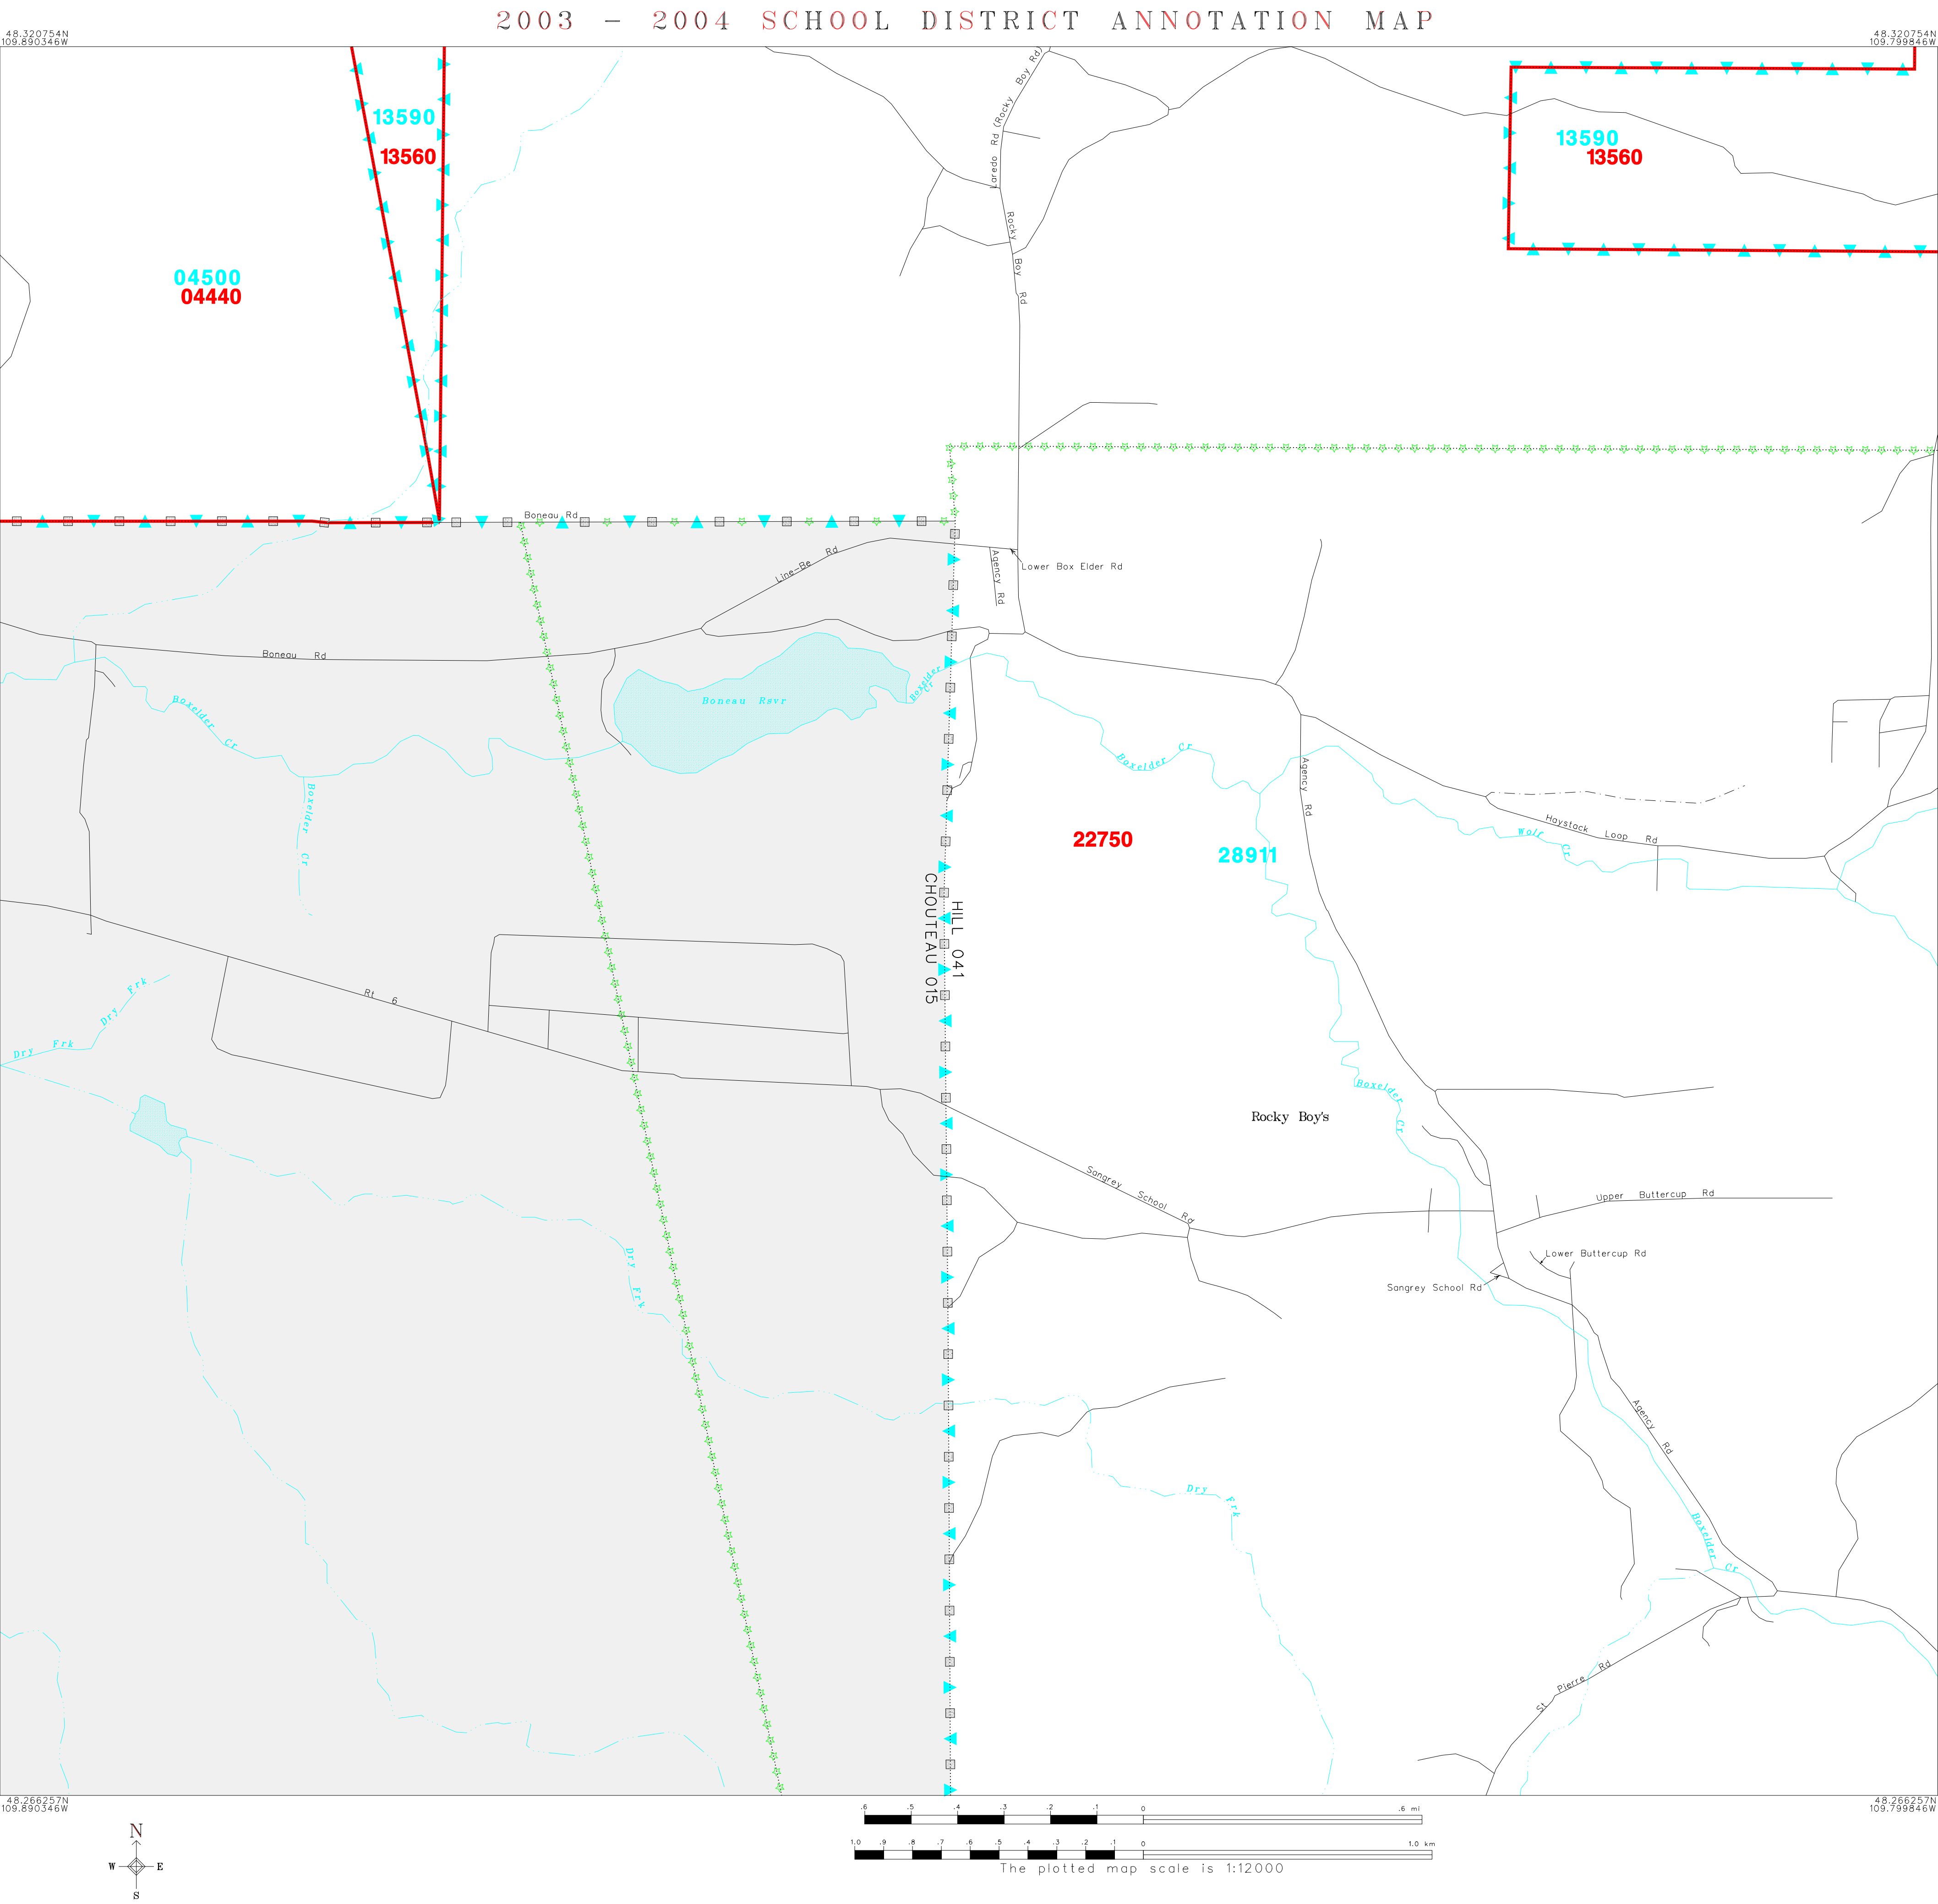 2003 - 2004 SCHOOL DISTRICT ANNOTATION MAP
48.320754N
109.890346W
48.320754N
109.799846W
13590
13560
Laredo Rd (Rocky Boy Rd)
13590
13560
Rocky Boy Rd
04500
04440
Boneau Rd
Line-Be Rd
Agency Rd
Lower Box Elder Rd
Boneau Rd
Boxelder Cr
Boneau Rsvr
Boxelder Cr
Boxelder Cr
Agency Rd
Boxelder Cr
Haystack Loop Rd
Wolf Cr
22750
28911
HILL 041
CHOUTEAU 015
Rt 6
Dry Frk
Dry Frk
Boxelder Cr
Rocky Boy's
Sangrey School Rd
Upper Buttercup Rd
Lower Buttercup Rd
Sangrey School Rd
Dry Frk
Agency Rd
Dry Frk
Boxelder Cr
St Pierre Rd
48.266257N
109.890346W
48.266257N
109.799846W
.6 .5 .4 .3 .2 .1 0 .6 mi
1.0 .9 .8 .7 .6 .5 .4 .3 .2 .1 0 1.0 km
The plotted map scale is 1:12000
N
W E
S